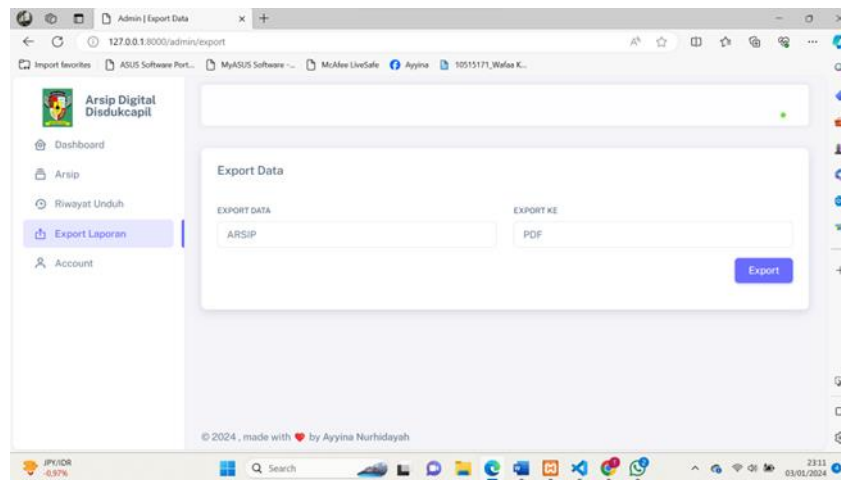 Admin | Export Data
127.0.0.1:8000/admin/export
Import favorites
ASUS Software Port...
MyASUS Software -...
McAfee LiveSafe
Ayyina
10515171_Wafaa K...
Arsip Digital
Disdukcapil
Dashboard
Arsip
Riwayat Unduh
Export Laporan
Account
Export Data
EXPORT DATA
EXPORT KE
ARSIP
PDF
Export
© 2024 , made with ❤ by Ayyina Nurhidayah
JPY/IDR
-0,97%
Search
23:11
03/01/2024